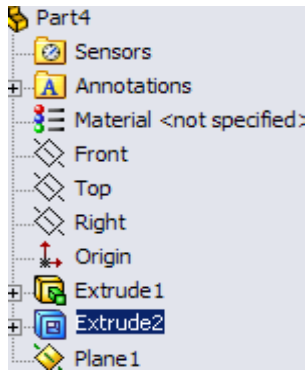 Part4
Sensors
Annotations
Material <not specified>
Front
Top
Right
Origin
Extrude1
Extrude2
Plane1